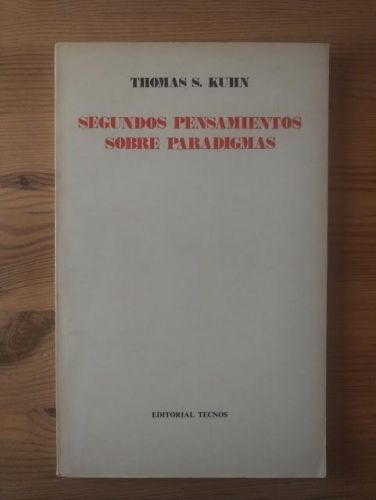 THOMAS S. KUHN
SEGUNDOS PENSAMIENTOS
SOBRE PARADIGMAS
EDITORIAL TECNOS